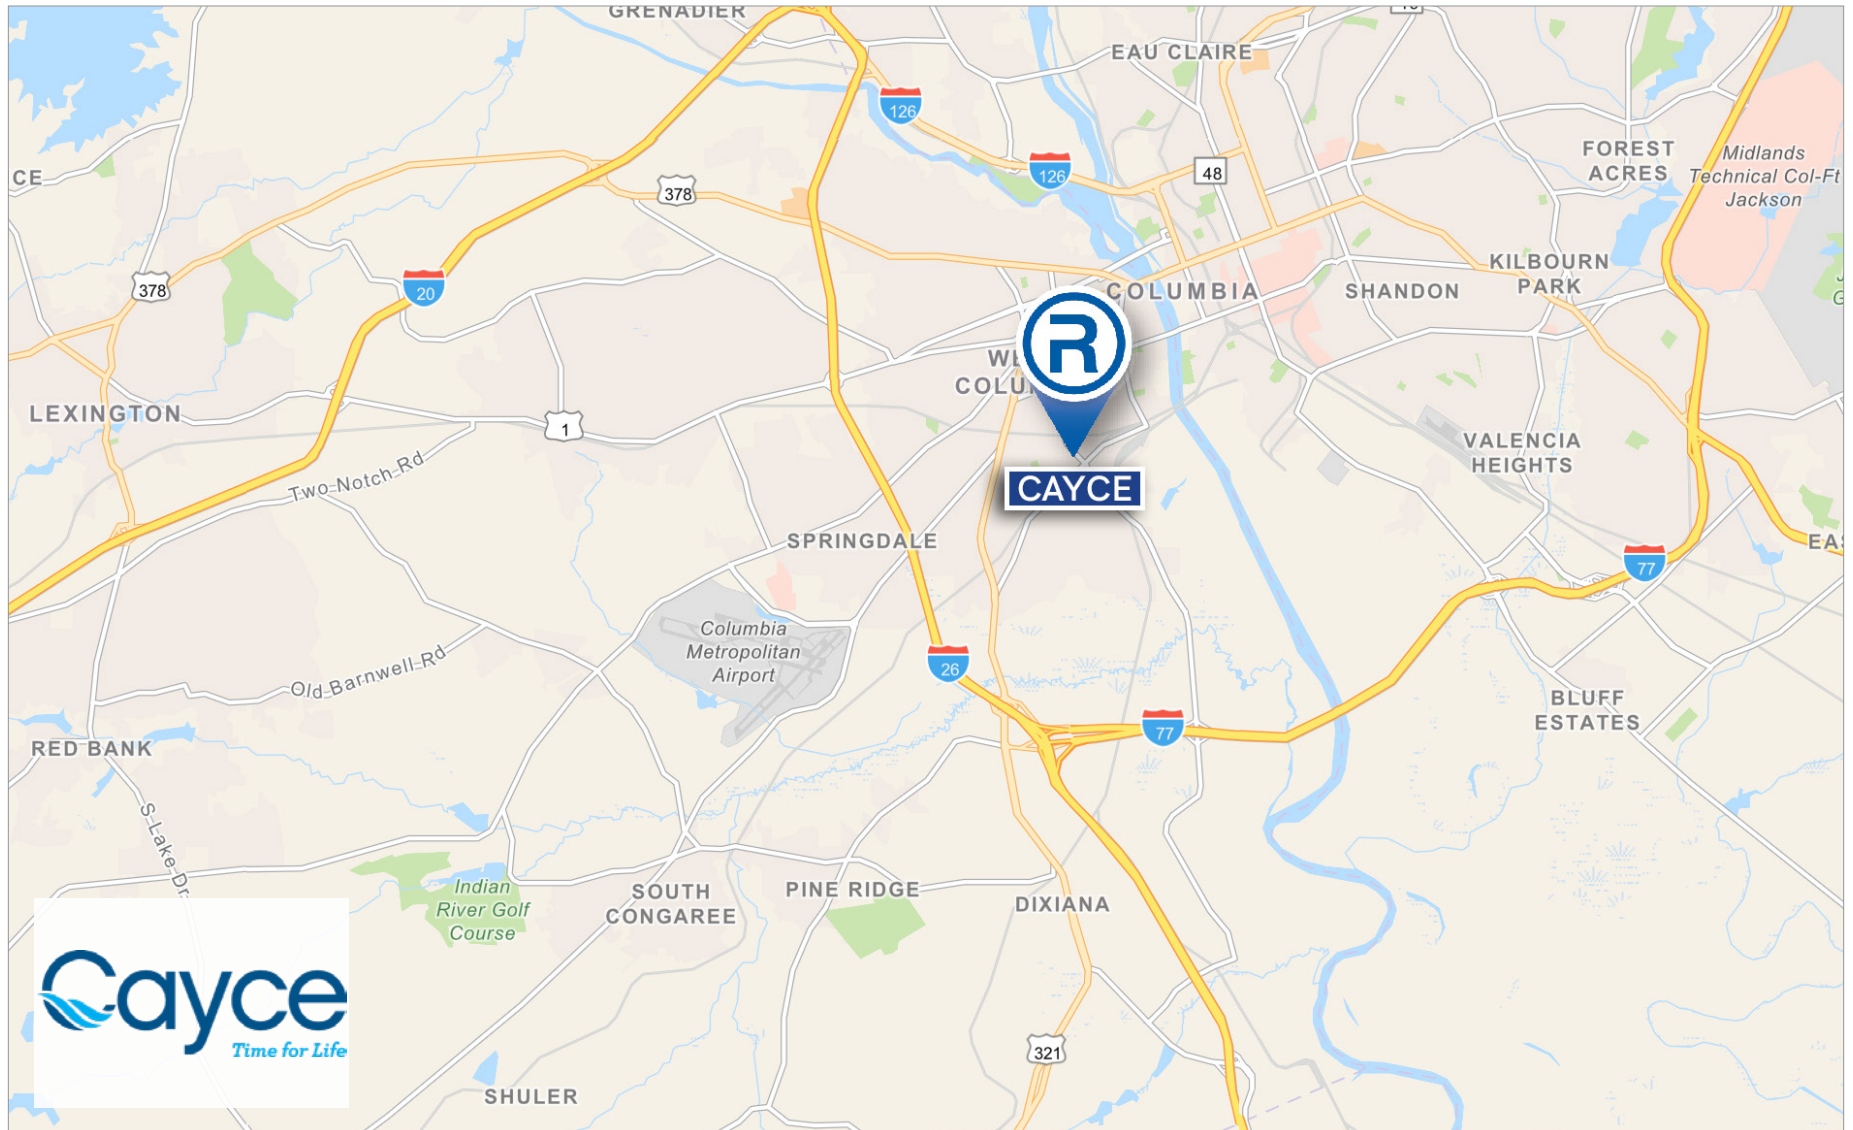 GRENADIER
EAU CLAIRE
126
126
48
FOREST
ACRES
Midlands
Technical Col-Ft
Jackson
CE
378
378
20
KILBOURN
PARK
COLUMBIA
SHANDON
R
LEXINGTON
1
Two Notch Rd
VALENCIA
HEIGHTS
CAYCE
SPRINGDALE
77
Columbia
Metropolitan
Airport
26
Old Barnwell Rd
BLUFF
ESTATES
77
RED BANK
S Lake Dr
Indian
River Golf
Course
SOUTH
CONGAREE
PINE RIDGE
DIXIANA
Cayce
Time for Life
321
SHULER